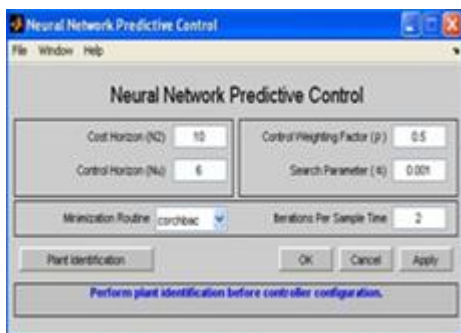 Neural Network Predictive Control
File Window Help
Neural Network Predictive Control
Cost Horizon (N2) 10
Control Weighting Factor (ρ) 0.5
Control Horizon (Nu) 6
Search Parameter (α) 0.001
Minimization Routine csrchbac
Iterations Per Sample Time 2
Plant Identification
OK Cancel Apply
Perform plant identification before controller configuration.